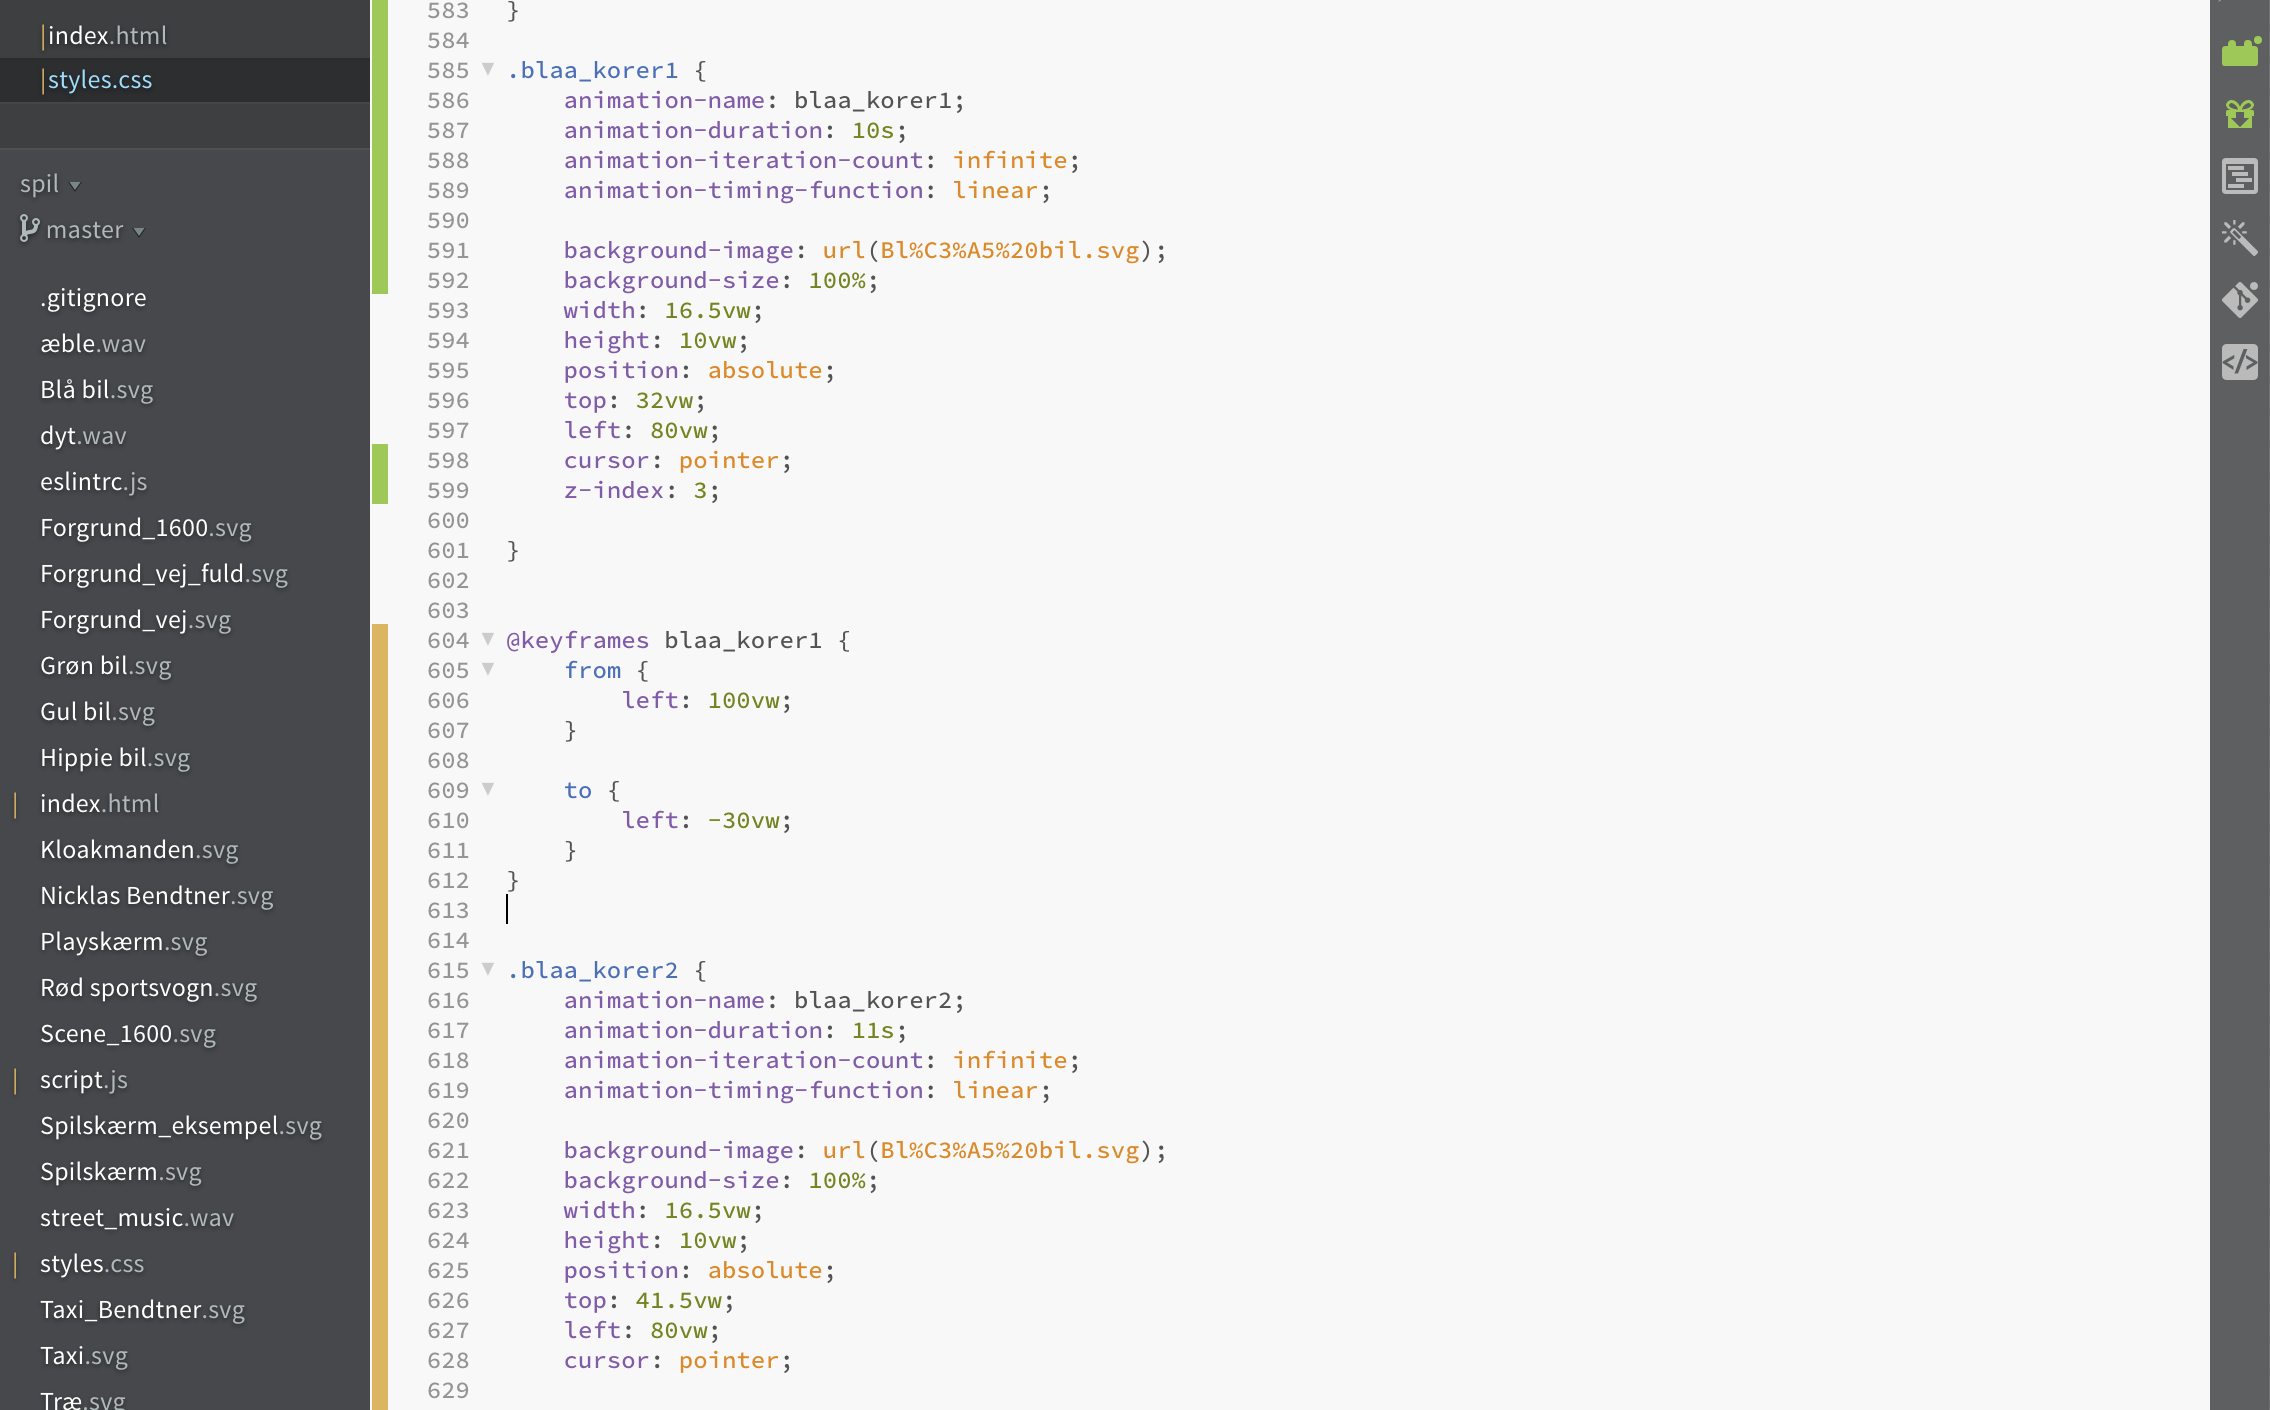 index.html
styles.css
spil
master
.gitignore
æble.wav
Blå bil.svg
dyt.wav
eslintrc.js
Forgrund_1600.svg
Forgrund_vej_fuld.svg
Forgrund_vej.svg
Grøn bil.svg
Gul bil.svg
Hippie bil.svg
index.html
Kloakmanden.svg
Nicklas Bendtner.svg
Playskærm.svg
Rød sportsvogn.svg
Scene_1600.svg
script.js
Spilskærm_eksempel.svg
Spilskærm.svg
street_music.wav
styles.css
Taxi_Bendtner.svg
Taxi.svg
Træ.svg
583 }
584
585 .blaa_korer1 {
586     animation-name: blaa_korer1;
587     animation-duration: 10s;
588     animation-iteration-count: infinite;
589     animation-timing-function: linear;
590
591     background-image: url(Bl%C3%A5%20bil.svg);
592     background-size: 100%;
593     width: 16.5vw;
594     height: 10vw;
595     position: absolute;
596     top: 32vw;
597     left: 80vw;
598     cursor: pointer;
599     z-index: 3;
600
601 }
602
603
604 @keyframes blaa_korer1 {
605     from {
606         left: 100vw;
607     }
608
609     to {
610         left: -30vw;
611     }
612 }
613
614
615 .blaa_korer2 {
616     animation-name: blaa_korer2;
617     animation-duration: 11s;
618     animation-iteration-count: infinite;
619     animation-timing-function: linear;
620
621     background-image: url(Bl%C3%A5%20bil.svg);
622     background-size: 100%;
623     width: 16.5vw;
624     height: 10vw;
625     position: absolute;
626     top: 41.5vw;
627     left: 80vw;
628     cursor: pointer;
629